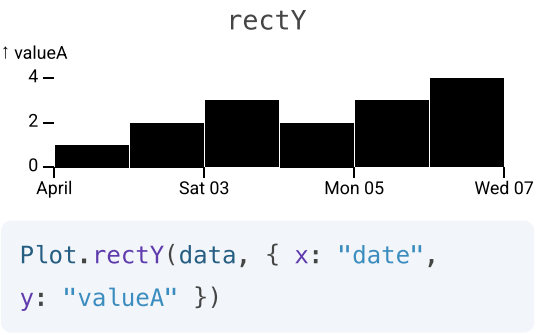 rectY
↑ valueA
4
2
0
April Sat 03 Mon 05 Wed 07
Plot.rectY(data, { x: "date",
y: "valueA" })